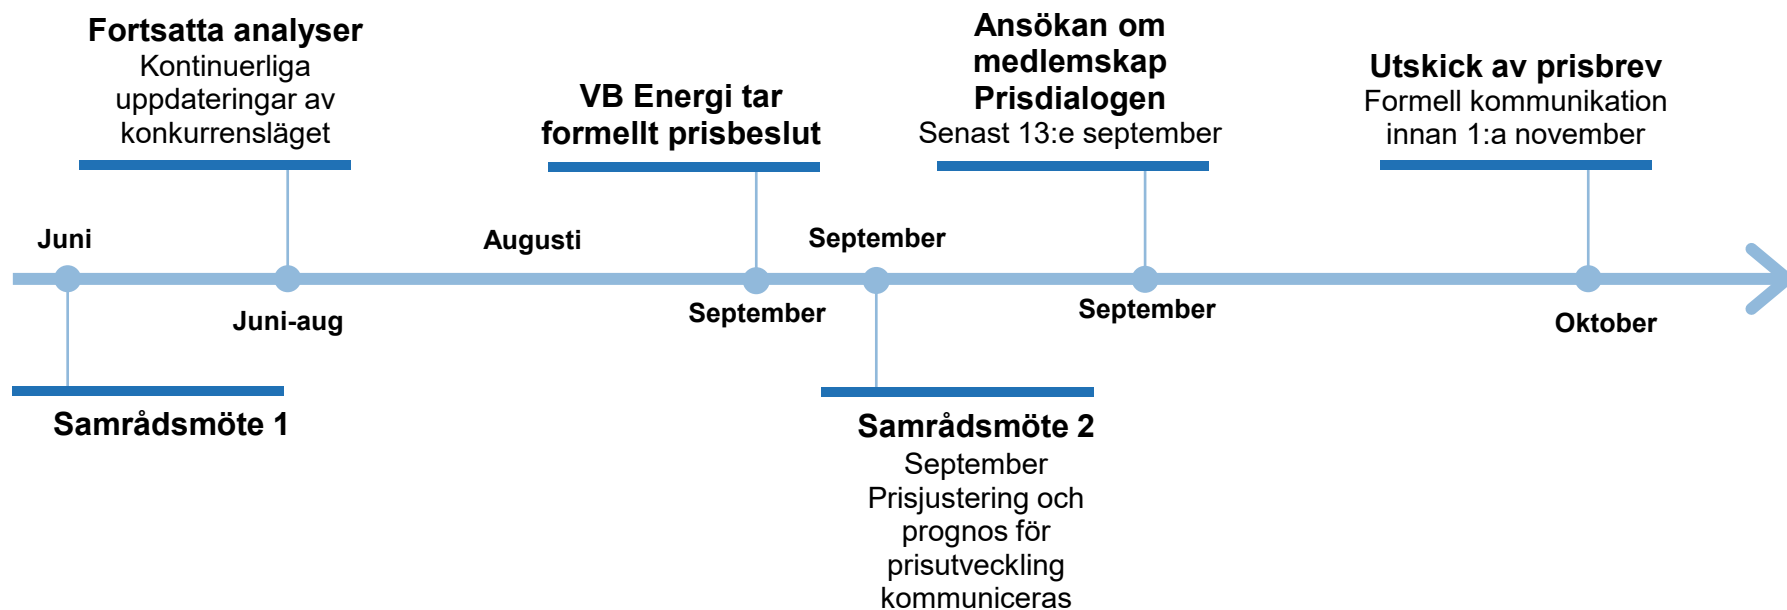 Fortsatta analyser
Kontinuerliga
uppdateringar av
konkurrensläget
VB Energi tar
formellt prisbeslut
Ansökan om
medlemskap
Prisdialogen
Senast 13:e september
Utskick av prisbrev
Formell kommunikation
innan 1:a november
Juni
Augusti
September
Juni-aug
September
September
Oktober
Samrådsmöte 1
Samrådsmöte 2
September
Prisjustering och
prognos för
prisutveckling
kommuniceras